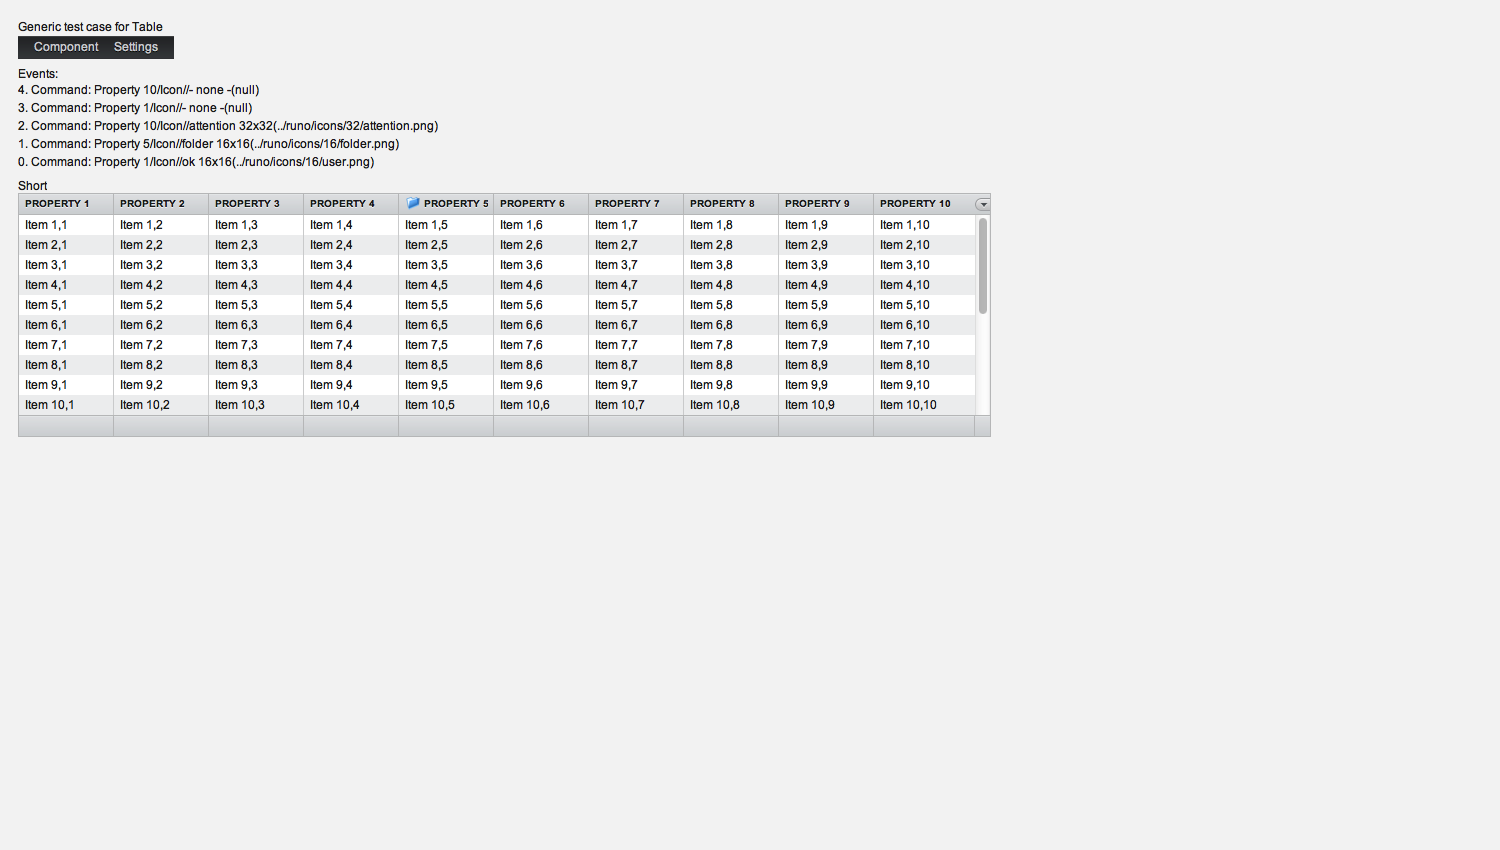 Generic test case for Table
Component Settings
Events:
4. Command: Property 10/Icon//- none -(null)
3. Command: Property 1/Icon//- none -(null)
2. Command: Property 10/Icon//attention 32x32(../runo/icons/32/attention.png)
1. Command: Property 5/Icon//folder 16x16(../runo/icons/16/folder.png)
0. Command: Property 1/Icon//ok 16x16(../runo/icons/16/user.png)
Short
PROPERTY 1 PROPERTY 2 PROPERTY 3 PROPERTY 4 PROPERTY 5 PROPERTY 6 PROPERTY 7 PROPERTY 8 PROPERTY 9 PROPERTY 10
Item 1,1 Item 1,2 Item 1,3 Item 1,4 Item 1,5 Item 1,6 Item 1,7 Item 1,8 Item 1,9 Item 1,10
Item 2,1 Item 2,2 Item 2,3 Item 2,4 Item 2,5 Item 2,6 Item 2,7 Item 2,8 Item 2,9 Item 2,10
Item 3,1 Item 3,2 Item 3,3 Item 3,4 Item 3,5 Item 3,6 Item 3,7 Item 3,8 Item 3,9 Item 3,10
Item 4,1 Item 4,2 Item 4,3 Item 4,4 Item 4,5 Item 4,6 Item 4,7 Item 4,8 Item 4,9 Item 4,10
Item 5,1 Item 5,2 Item 5,3 Item 5,4 Item 5,5 Item 5,6 Item 5,7 Item 5,8 Item 5,9 Item 5,10
Item 6,1 Item 6,2 Item 6,3 Item 6,4 Item 6,5 Item 6,6 Item 6,7 Item 6,8 Item 6,9 Item 6,10
Item 7,1 Item 7,2 Item 7,3 Item 7,4 Item 7,5 Item 7,6 Item 7,7 Item 7,8 Item 7,9 Item 7,10
Item 8,1 Item 8,2 Item 8,3 Item 8,4 Item 8,5 Item 8,6 Item 8,7 Item 8,8 Item 8,9 Item 8,10
Item 9,1 Item 9,2 Item 9,3 Item 9,4 Item 9,5 Item 9,6 Item 9,7 Item 9,8 Item 9,9 Item 9,10
Item 10,1 Item 10,2 Item 10,3 Item 10,4 Item 10,5 Item 10,6 Item 10,7 Item 10,8 Item 10,9 Item 10,10